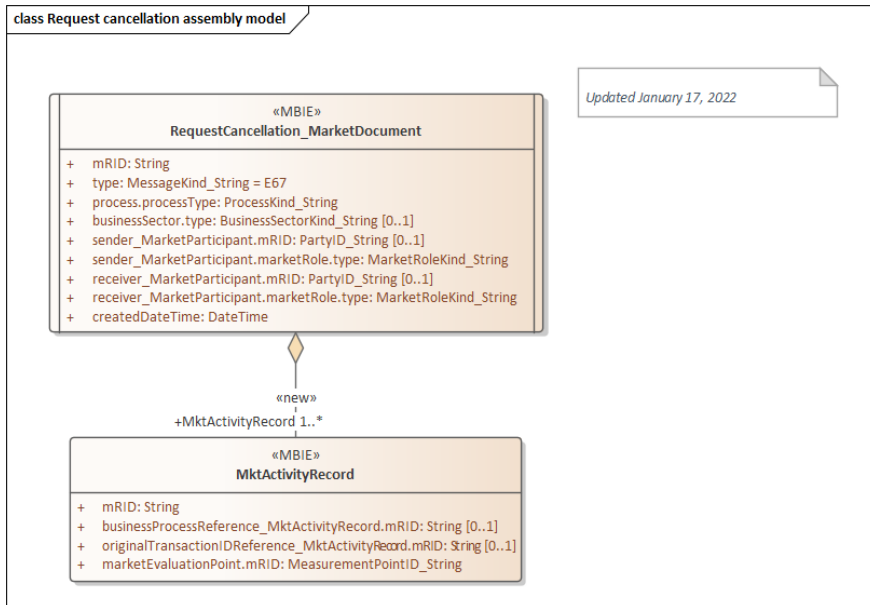 class Request cancellation assembly model
Updated January 17, 2022
«MBIE»
RequestCancellation_MarketDocument
+ mRID: String
+ type: MessageKind_String = E67
+ process.processType: ProcessKind_String
+ businessSector.type: BusinessSectorKind_String [0..1]
+ sender_MarketParticipant.mRID: PartyID_String [0..1]
+ sender_MarketParticipant.marketRole.type: MarketRoleKind_String
+ receiver_MarketParticipant.mRID: PartyID_String [0..1]
+ receiver_MarketParticipant.marketRole.type: MarketRoleKind_String
+ createdDateTime: DateTime
«new»
+MktActivityRecord 1..*
«MBIE»
MktActivityRecord
+ mRID: String
+ businessProcessReference_MktActivityRecord.mRID: String [0..1]
+ originalTransactionIDReference_MktActivityRecord.mRID: String [0..1]
+ marketEvaluationPoint.mRID: MeasurementPointID_String